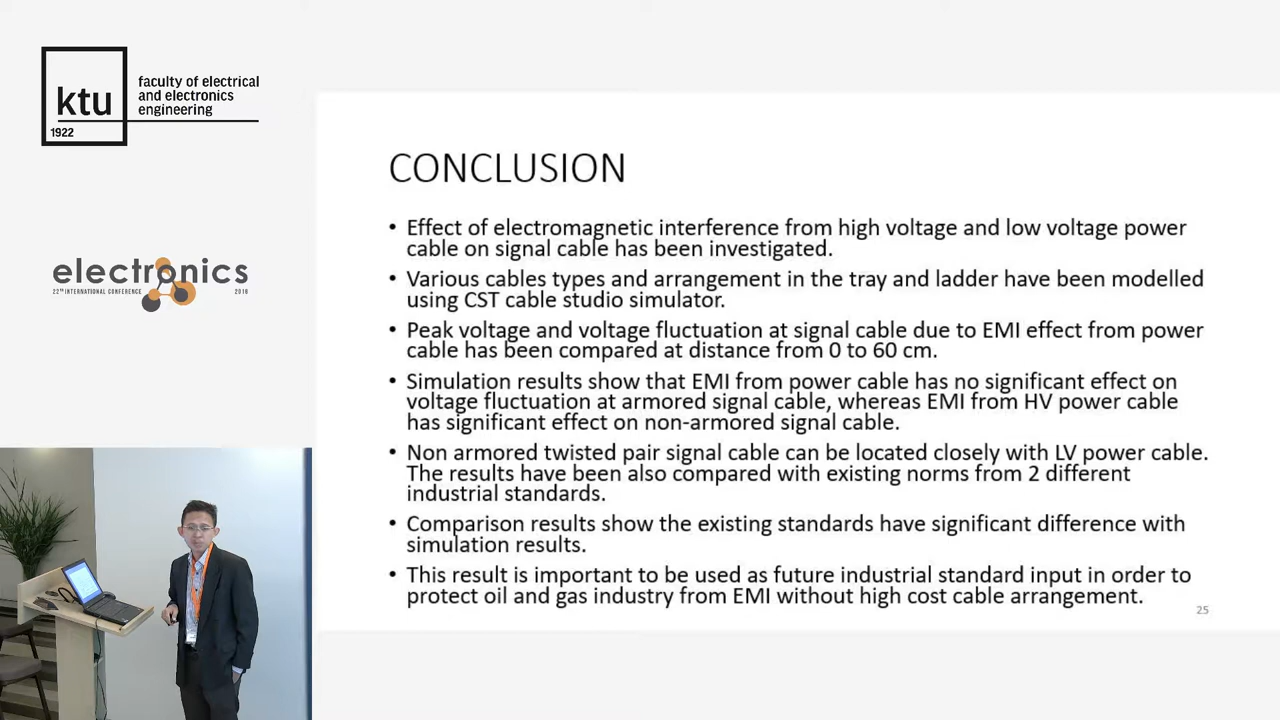 ktu
1922
faculty of electrical
and electronics
engineering
electronics
22ᵀᴴ INTERNATIONAL CONFERENCE 2018
CONCLUSION
• Effect of electromagnetic interference from high voltage and low voltage power
cable on signal cable has been investigated.
• Various cables types and arrangement in the tray and ladder have been modelled
using CST cable studio simulator.
• Peak voltage and voltage fluctuation at signal cable due to EMI effect from power
cable has been compared at distance from 0 to 60 cm.
• Simulation results show that EMI from power cable has no significant effect on
voltage fluctuation at armored signal cable, whereas EMI from HV power cable
has significant effect on non-armored signal cable.
• Non armored twisted pair signal cable can be located closely with LV power cable.
The results have been also compared with existing norms from 2 different
industrial standards.
• Comparison results show the existing standards have significant difference with
simulation results.
• This result is important to be used as future industrial standard input in order to
protect oil and gas industry from EMI without high cost cable arrangement.
25